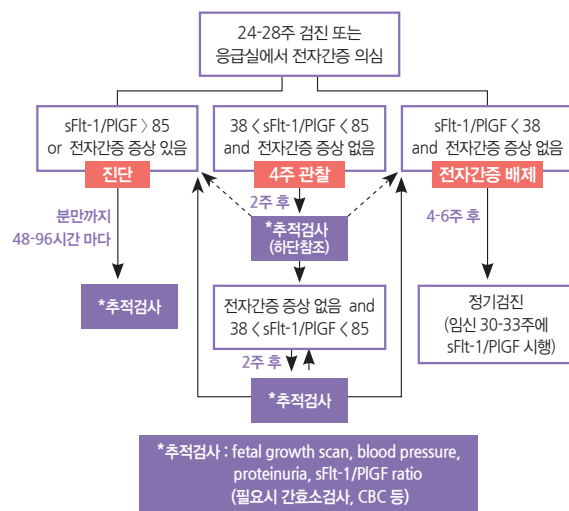 24-28주 검진 또는
응급실에서 전자간증 의심
sFlt-1/PlGF > 85
or 전자간증 증상 있음
진단
38 < sFlt-1/PlGF < 85
and 전자간증 증상 없음
4주 관찰
sFlt-1/PlGF < 38
and 전자간증 증상 없음
전자간증 배제
분만까지
48-96시간 마다
2주 후
4-6주 후
*추적검사
(하단참조)
*추적검사
전자간증 증상 없음 and
38 < sFlt-1/PlGF < 85
정기검진
(임신 30-33주에
sFlt-1/PlGF 시행)
2주 후
*추적검사
*추적검사 : fetal growth scan, blood pressure,
proteinuria, sFlt-1/PlGF ratio
(필요시 간효소검사, CBC 등)